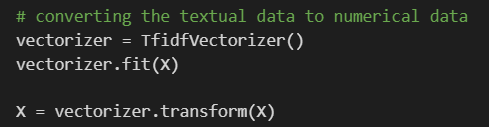 # converting the textual data to numerical data
vectorizer = TfidfVectorizer()
vectorizer.fit(X)
X = vectorizer.transform(X)